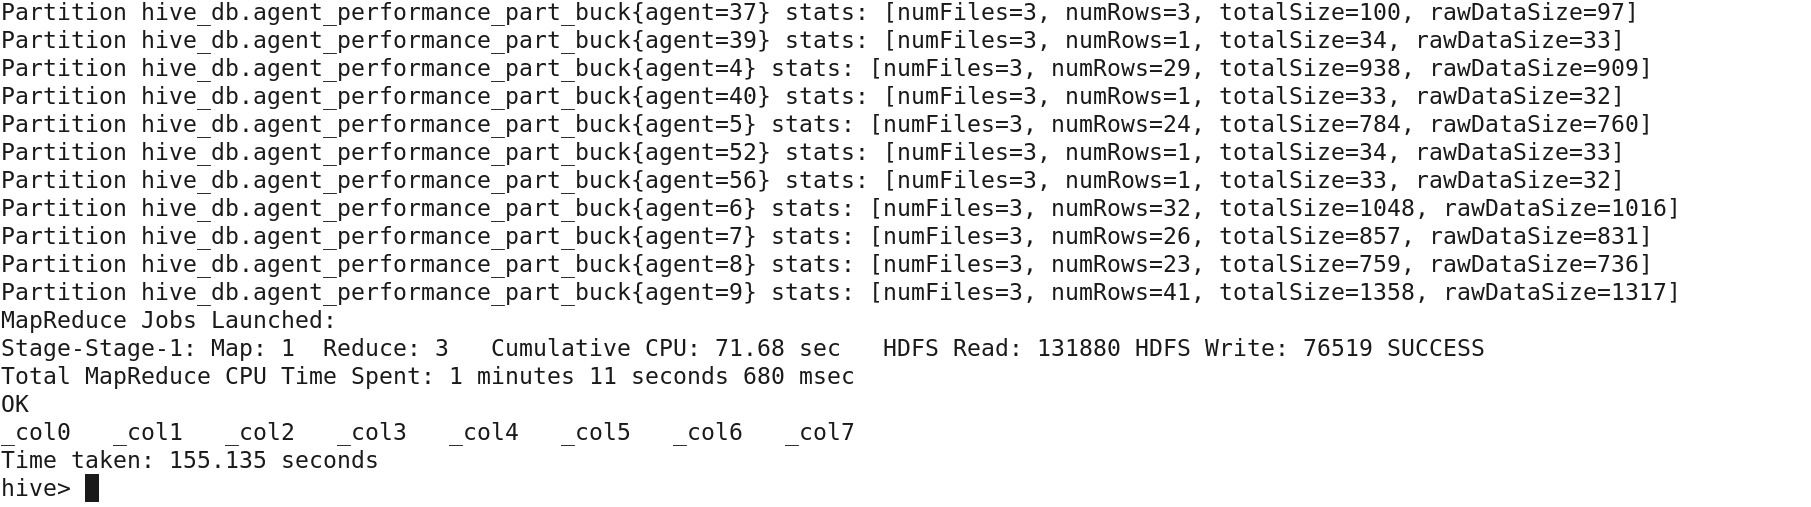 Partition hive_db.agent_performance_part_buck{agent=37} stats: [numFiles=3, numRows=3, totalSize=100, rawDataSize=97]
Partition hive_db.agent_performance_part_buck{agent=39} stats: [numFiles=3, numRows=1, totalSize=34, rawDataSize=33]
Partition hive_db.agent_performance_part_buck{agent=4} stats: [numFiles=3, numRows=29, totalSize=938, rawDataSize=909]
Partition hive_db.agent_performance_part_buck{agent=40} stats: [numFiles=3, numRows=1, totalSize=33, rawDataSize=32]
Partition hive_db.agent_performance_part_buck{agent=5} stats: [numFiles=3, numRows=24, totalSize=784, rawDataSize=760]
Partition hive_db.agent_performance_part_buck{agent=52} stats: [numFiles=3, numRows=1, totalSize=34, rawDataSize=33]
Partition hive_db.agent_performance_part_buck{agent=56} stats: [numFiles=3, numRows=1, totalSize=33, rawDataSize=32]
Partition hive_db.agent_performance_part_buck{agent=6} stats: [numFiles=3, numRows=32, totalSize=1048, rawDataSize=1016]
Partition hive_db.agent_performance_part_buck{agent=7} stats: [numFiles=3, numRows=26, totalSize=857, rawDataSize=831]
Partition hive_db.agent_performance_part_buck{agent=8} stats: [numFiles=3, numRows=23, totalSize=759, rawDataSize=736]
Partition hive_db.agent_performance_part_buck{agent=9} stats: [numFiles=3, numRows=41, totalSize=1358, rawDataSize=1317]
MapReduce Jobs Launched:
Stage-Stage-1: Map: 1  Reduce: 3   Cumulative CPU: 71.68 sec   HDFS Read: 131880 HDFS Write: 76519 SUCCESS
Total MapReduce CPU Time Spent: 1 minutes 11 seconds 680 msec
OK
_col0   _col1   _col2   _col3   _col4   _col5   _col6   _col7
Time taken: 155.135 seconds
hive>